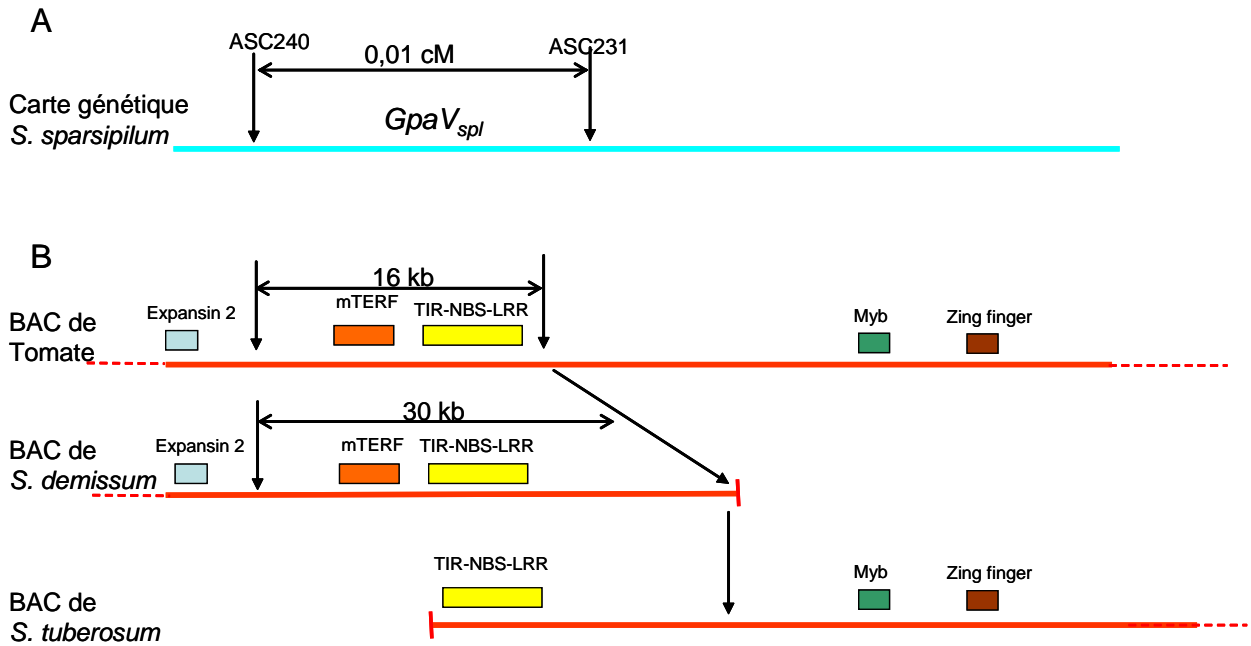 A
ASC240
ASC231
0,01 cM
Carte génétique
S. sparsipilum
GpaVspl
B
16 kb
mTERF
Expansin 2
TIR-NBS-LRR
Myb
Zing finger
BAC de
Tomate
30 kb
Expansin 2
mTERF
TIR-NBS-LRR
BAC de
S. demissum
TIR-NBS-LRR
Myb
Zing finger
BAC de
S. tuberosum